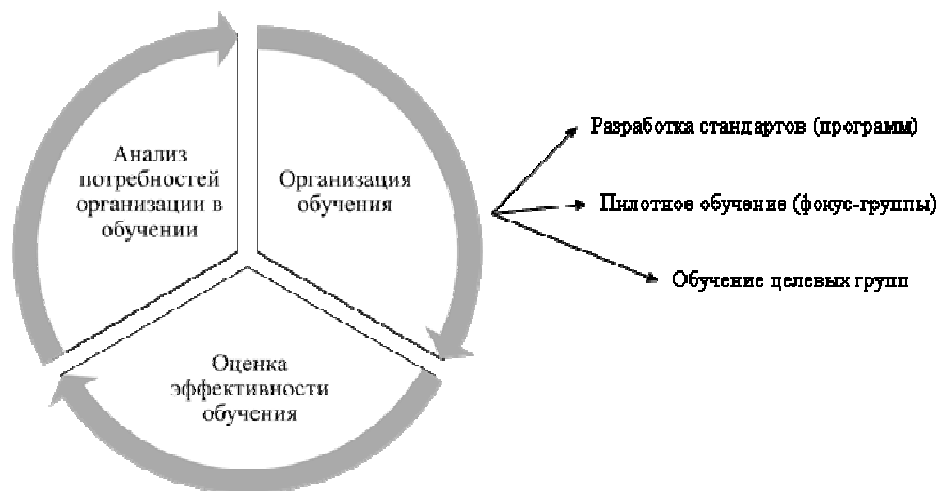 Анализ
потребностей
организации в
обучении
Организация
обучения
Оценка
эффективности
обучения
Разработка стандартов (программ)
Пилотное обучение (фокус-группы)
Обучение целевых групп